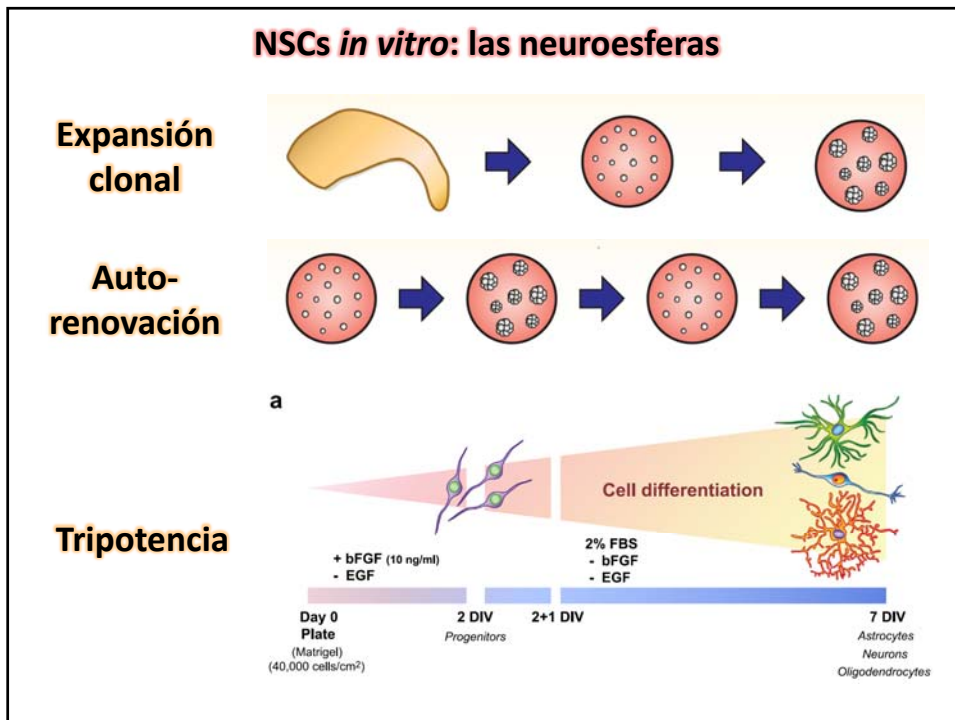 NSCs in vitro: las neuroesferas
Expansión
clonal
Auto-
renovación
a
Cell differentiation
Tripotencia
+ bFGF (10 ng/ml)
- EGF
2% FBS
- bFGF
- EGF
Day 0
Plate
(Matrigel)
(40,000 cells/cm²)
2 DIV
Progenitors
2+1 DIV
7 DIV
Astrocytes
Neurons
Oligodendrocytes